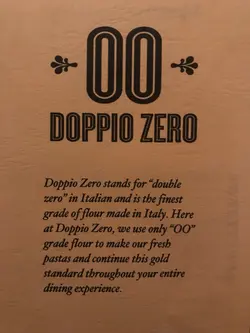 OO
DOPPIO ZERO
Doppio Zero stands for “double
zero” in Italian and is the finest
grade of flour made in Italy. Here
at Doppio Zero, we use only “OO”
grade flour to make our fresh
pastas and continue this gold
standard throughout your entire
dining experience.